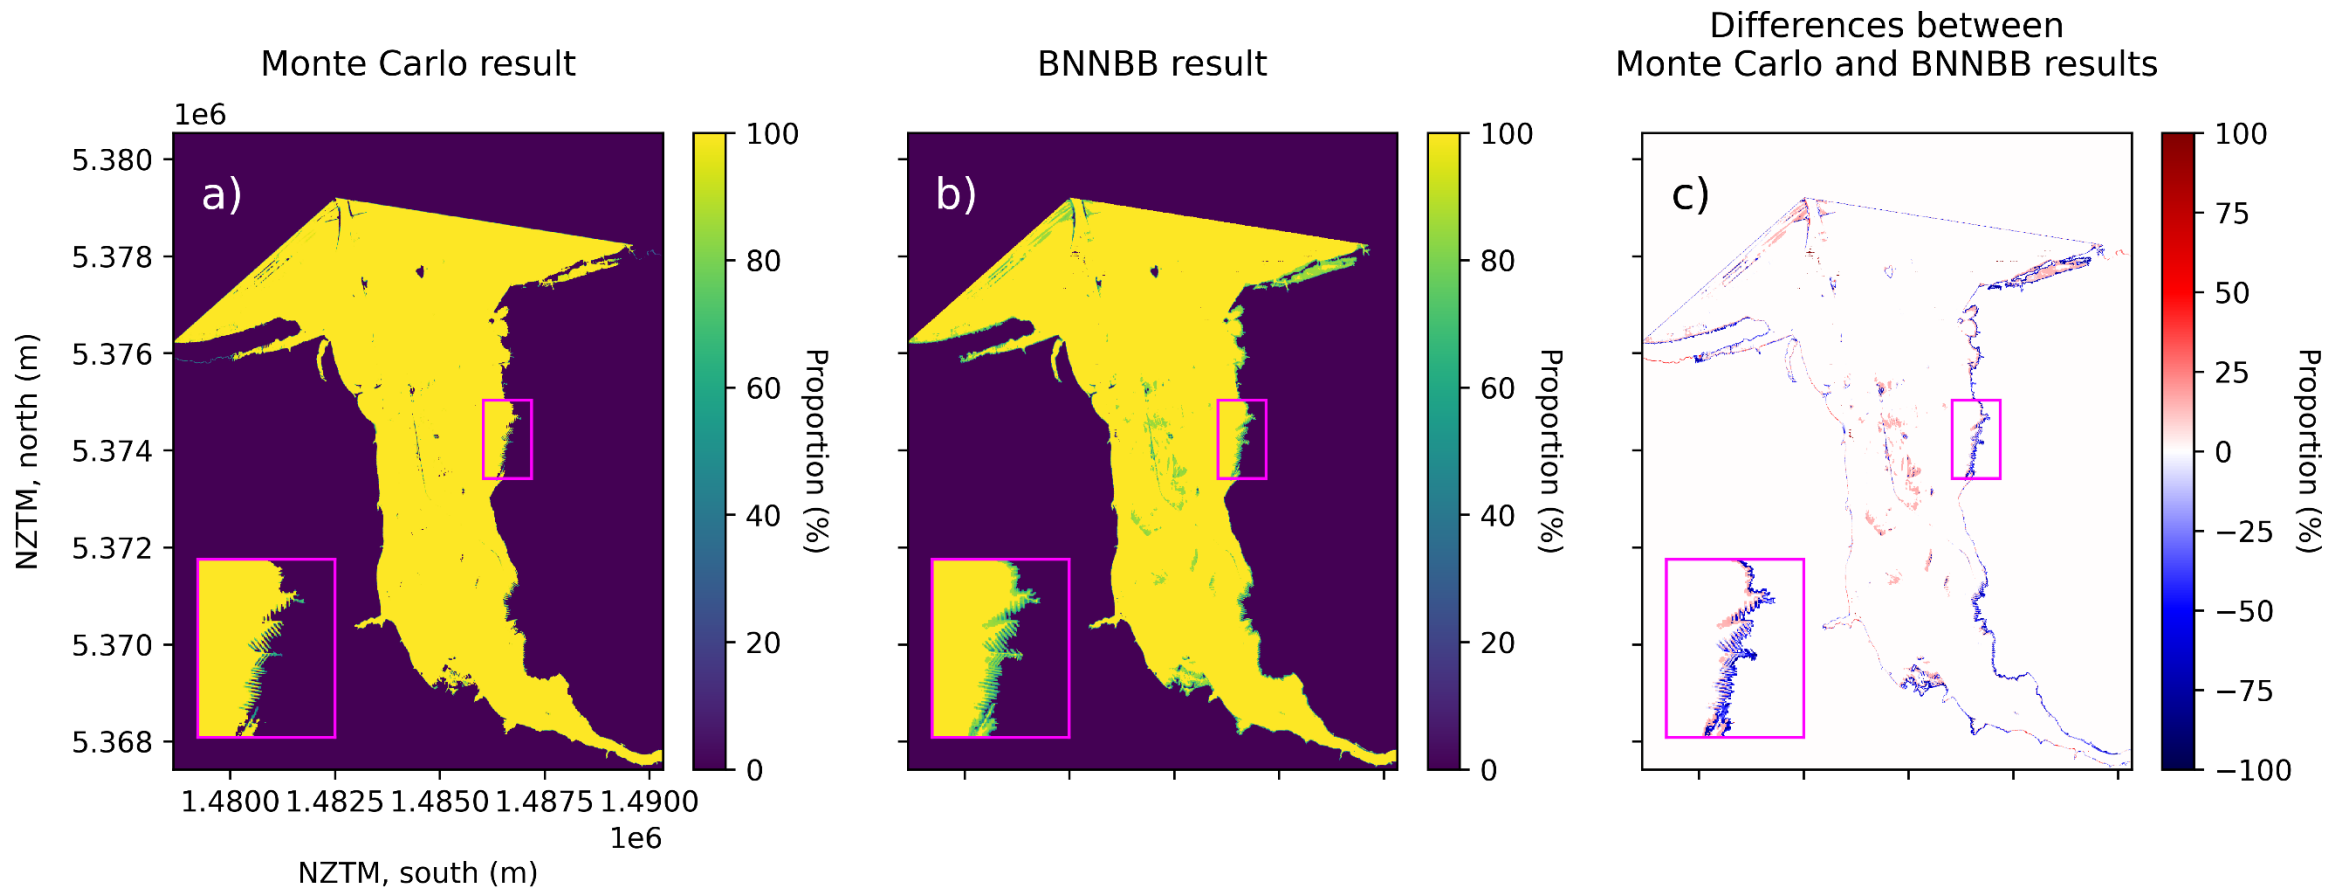 Monte Carlo result
BNNBB result
Differences between
Monte Carlo and BNNBB results
1e6
5.380
5.378
5.376
5.374
5.372
5.370
5.368
NZTM, north (m)
a)
1.4800 1.4825 1.4850 1.4875 1.4900
1e6
NZTM, south (m)
100
80
60
40
20
0
Proportion (%)
b)
100
80
60
40
20
0
Proportion (%)
c)
100
75
50
25
0
−25
−50
−75
−100
Proportion (%)